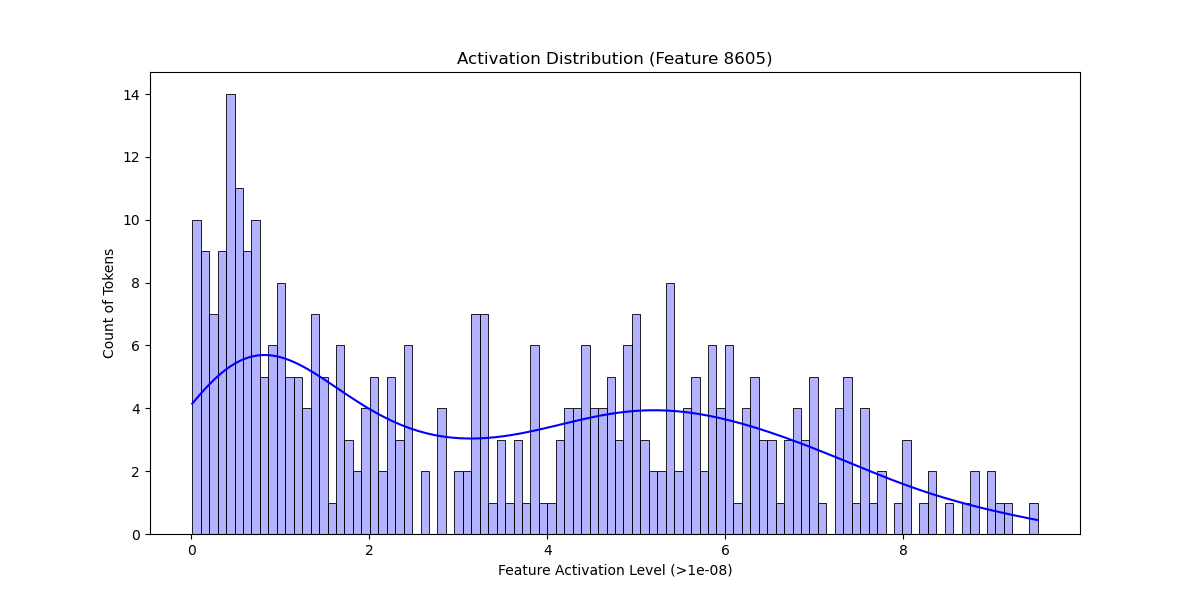 Activation Distribution (Feature 8605)
14
12
10
8
6
4
2
0
Count of Tokens
0 2 4 6 8
Feature Activation Level (>1e-08)